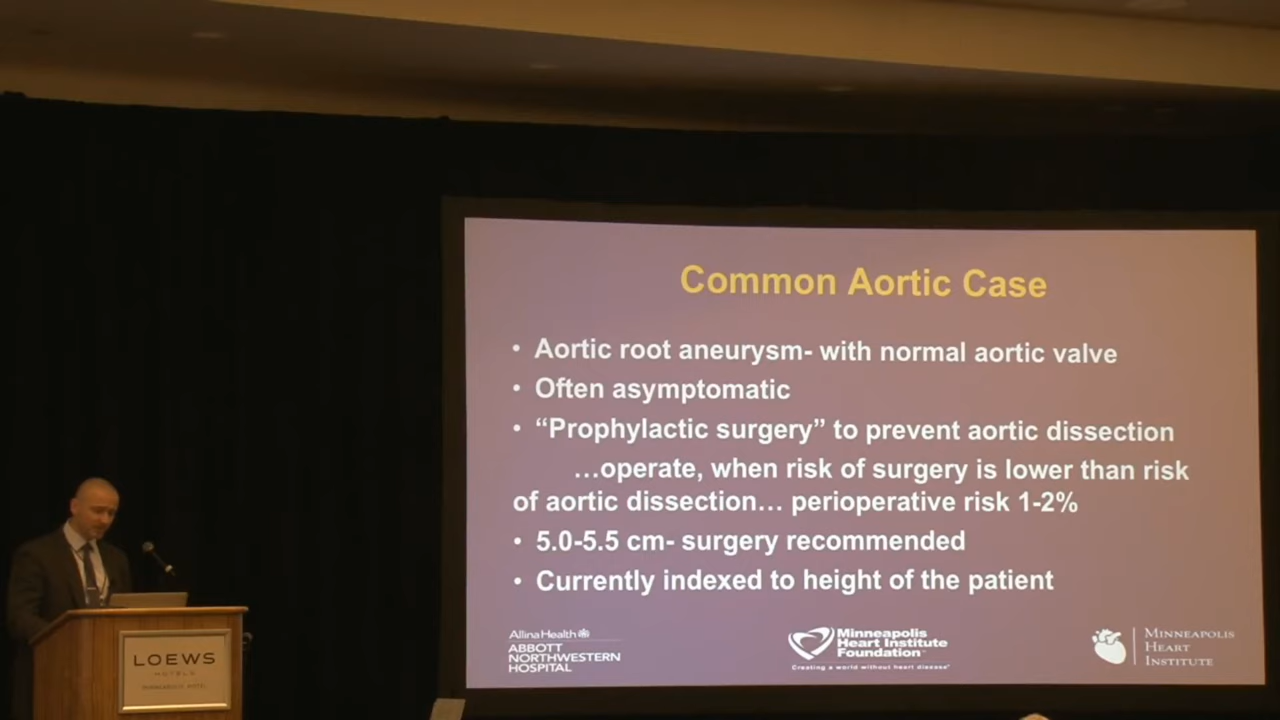 Common Aortic Case
• Aortic root aneurysm- with normal aortic valve
• Often asymptomatic
• “Prophylactic surgery” to prevent aortic dissection
…operate, when risk of surgery is lower than risk
of aortic dissection… perioperative risk 1-2%
• 5.0-5.5 cm- surgery recommended
• Currently indexed to height of the patient
Allina Health
ABBOTT
NORTHWESTERN
HOSPITAL
Minneapolis
Heart Institute
Foundation
Creating a world without heart disease
MINNEAPOLIS
HEART
INSTITUTE
LOEWS
HOTELS